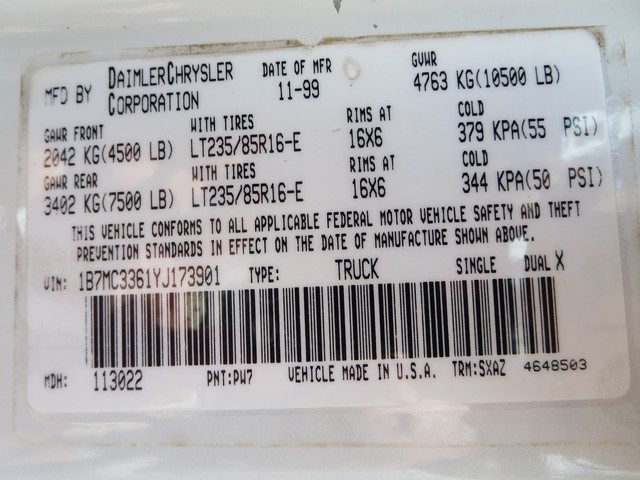 MFD BY DAIMLERCHRYSLER CORPORATION DATE OF MFR 11-99 GVWR 4763 KG(10500 LB)
GAWR FRONT WITH TIRES RIMS AT COLD
2042 KG(4500 LB) LT235/85R16-E 16X6 379 KPA(55 PSI)
GAWR REAR WITH TIRES RIMS AT COLD
3402 KG(7500 LB) LT235/85R16-E 16X6 344 KPA(50 PSI)
THIS VEHICLE CONFORMS TO ALL APPLICABLE FEDERAL MOTOR VEHICLE SAFETY AND THEFT
PREVENTION STANDARDS IN EFFECT ON THE DATE OF MANUFACTURE SHOWN ABOVE.
VIN: 1B7MC3361YJ173901 TYPE: TRUCK SINGLE DUAL X
MDH: 113022 PNT:PW7 VEHICLE MADE IN U.S.A. TRM:SXAZ 4648503